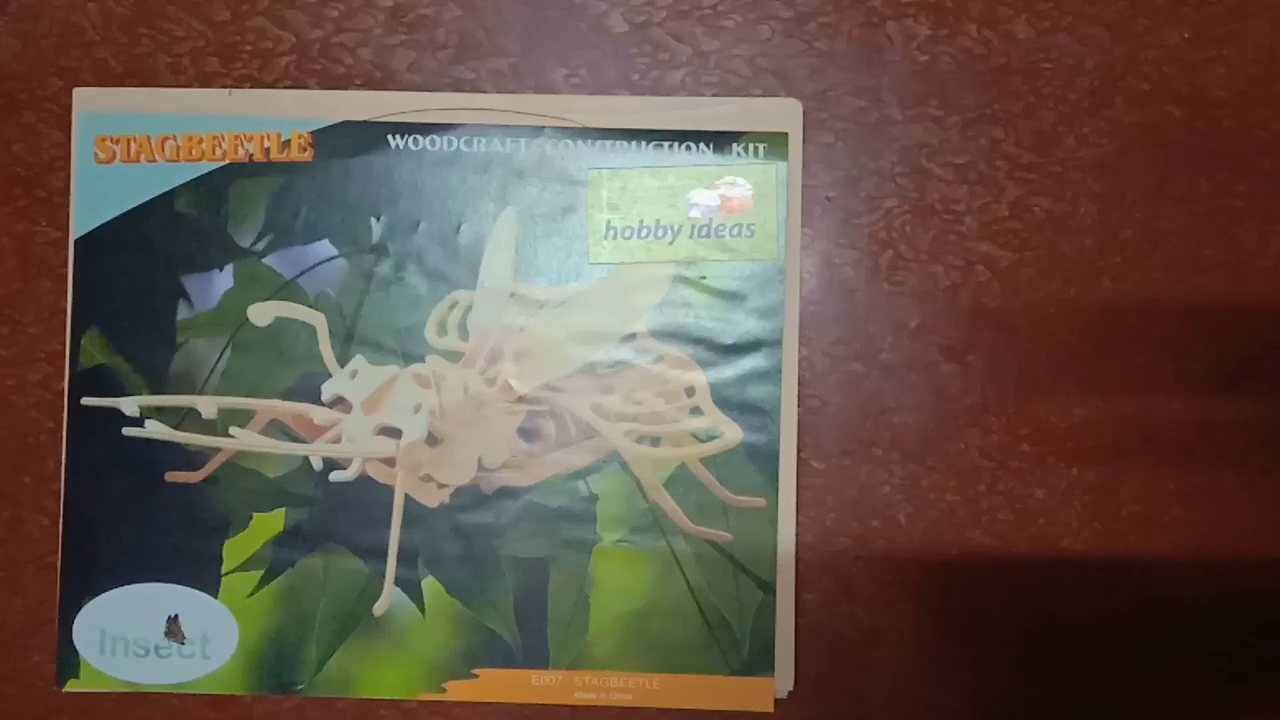 STAGBEETLE
WOODCRAFT CONSTRUCTION KIT
hobby ideas
Insect
E007 STAGBEETLE
Made in China